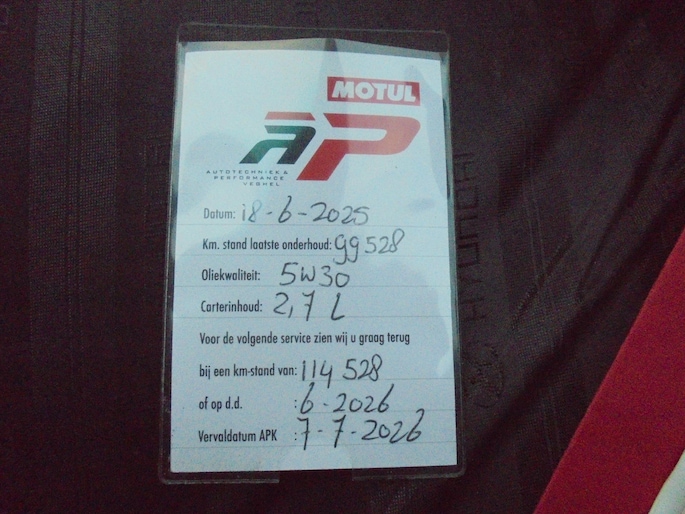 MOTUL
AP
AUTOTECHNIEK &
PERFORMANCE
VEGHEL
Datum: 18-6-2025
Km. stand laatste onderhoud: 99528
Oliekwaliteit: 5W30
Carterinhoud: 2,7 L
Voor de volgende service zien wij u graag terug
bij een km-stand van: 114 528
of op d.d. : 6-2026
Vervaldatum APK : 7-7-2026
HYUNDAI